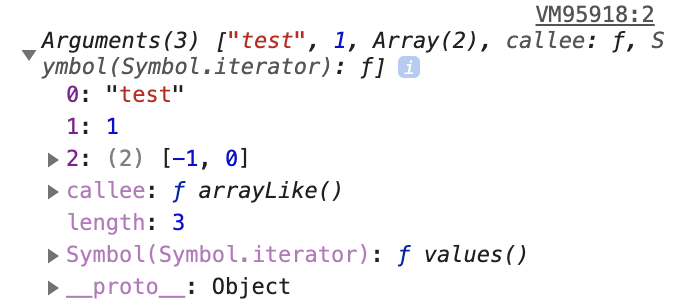 VM95918:2
Arguments(3) ["test", 1, Array(2), callee: ƒ, S
ymbol(Symbol.iterator): ƒ] i
0: "test"
1: 1
2: (2) [-1, 0]
callee: ƒ arrayLike()
length: 3
Symbol(Symbol.iterator): ƒ values()
__proto__: Object